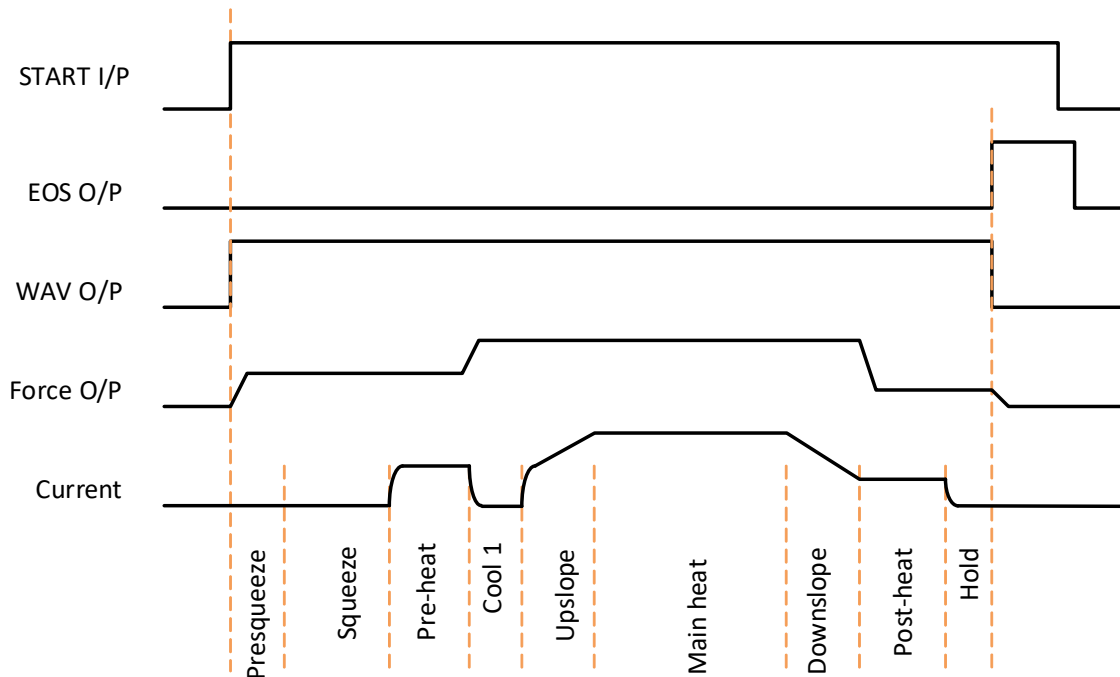 START I/P
EOS O/P
WAV O/P
Force O/P
Current
Presqueeze
Squeeze
Pre-heat
Cool 1
Upslope
Main heat
Downslope
Post-heat
Hold